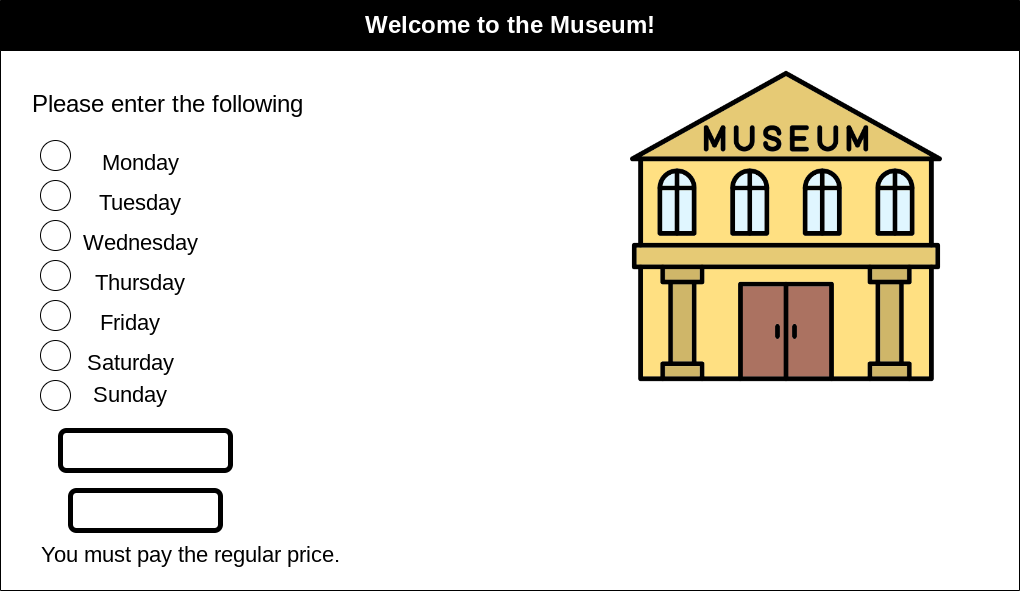 Welcome to the Museum!
Please enter the following
MUSEUM
Monday
Tuesday
Wednesday
Thursday
Friday
Saturday
Sunday
You must pay the regular price.